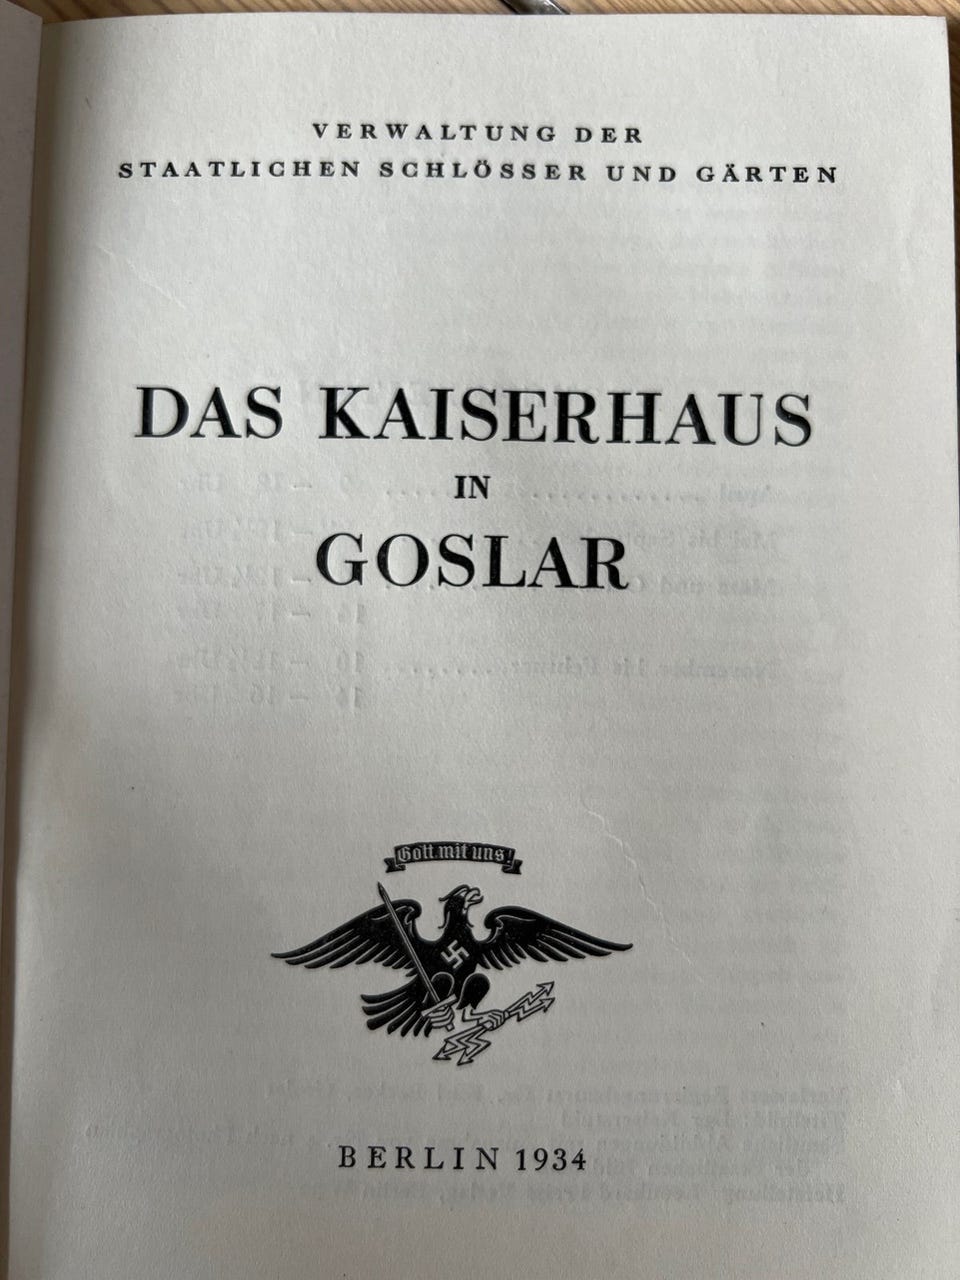 VERWALTUNG DER
STAATLICHEN SCHLÖSSER UND GÄRTEN
DAS KAISERHAUS
IN
GOSLAR
Gott mit uns!
BERLIN 1934